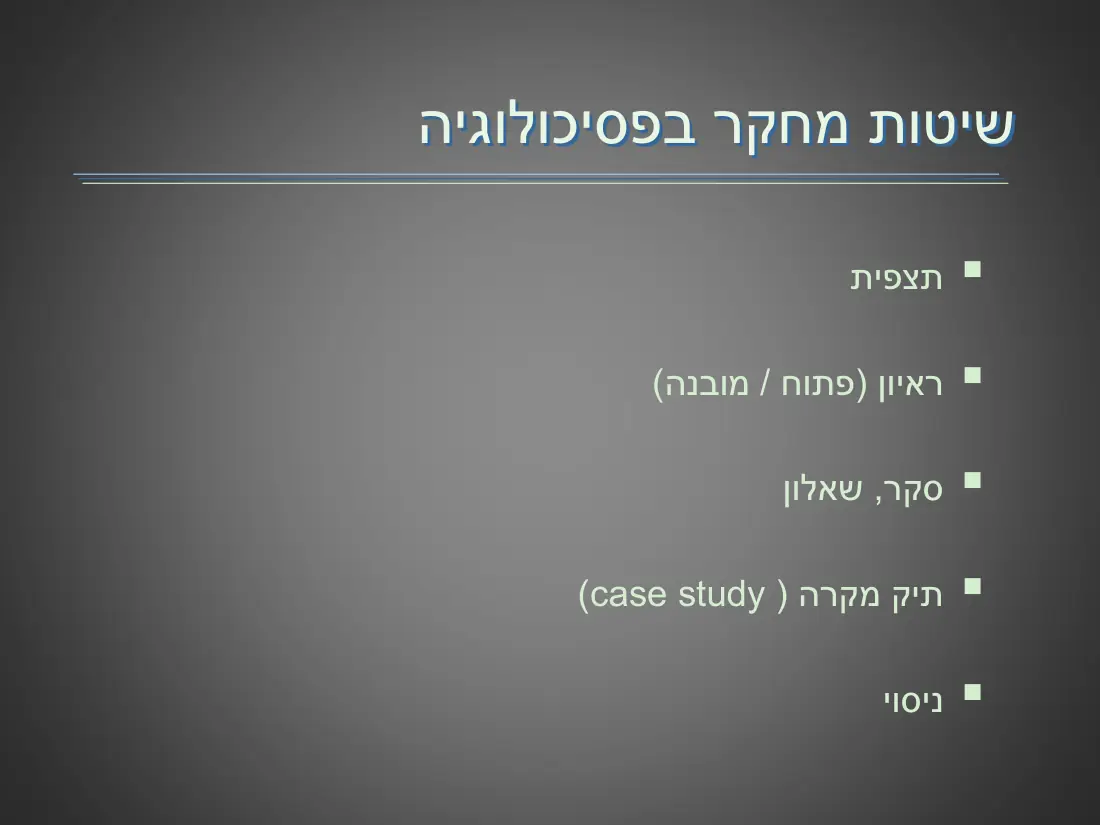 שיטות מחקר בפסיכולוגיה
▪ תצפית
▪ ראיון (פתוח / מובנה)
▪ סקר, שאלון
▪ תיק מקרה ( case study)
▪ ניסוי